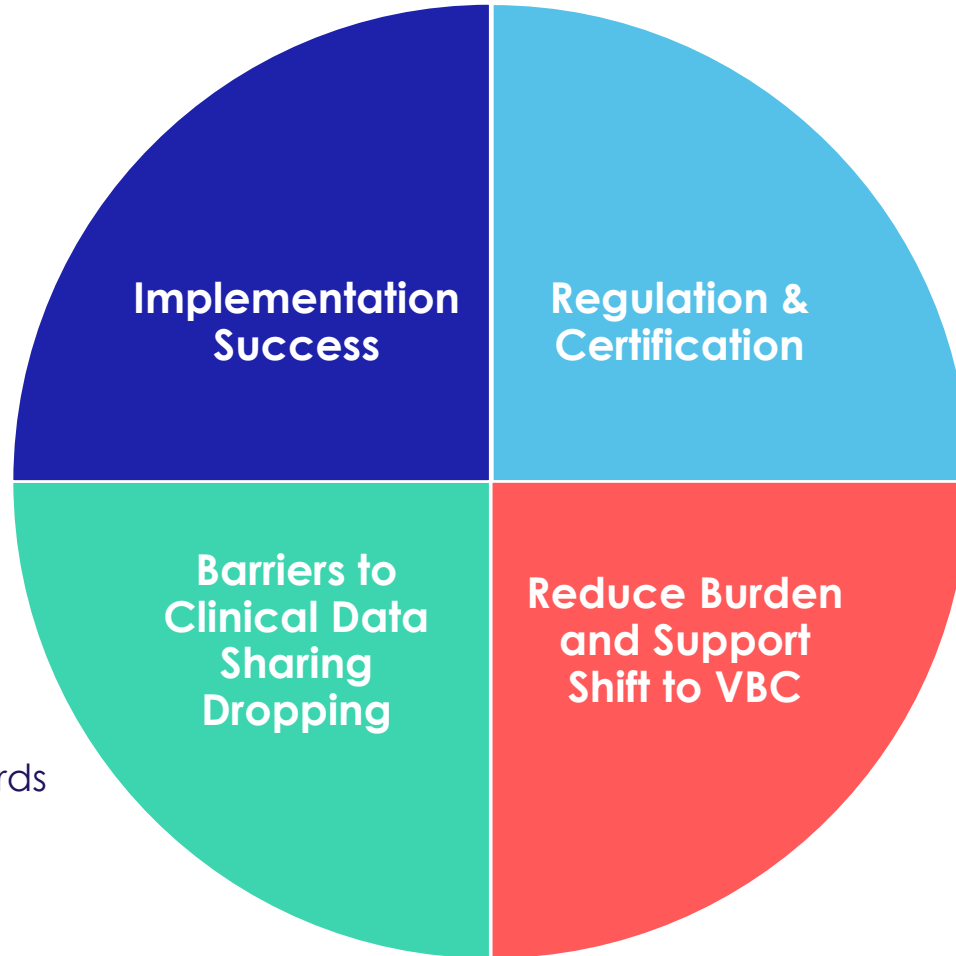 Implementation
Success
Regulation &
Certification
Barriers to
Clinical Data
Sharing
Dropping
Reduce Burden
and Support
Shift to VBC
rds